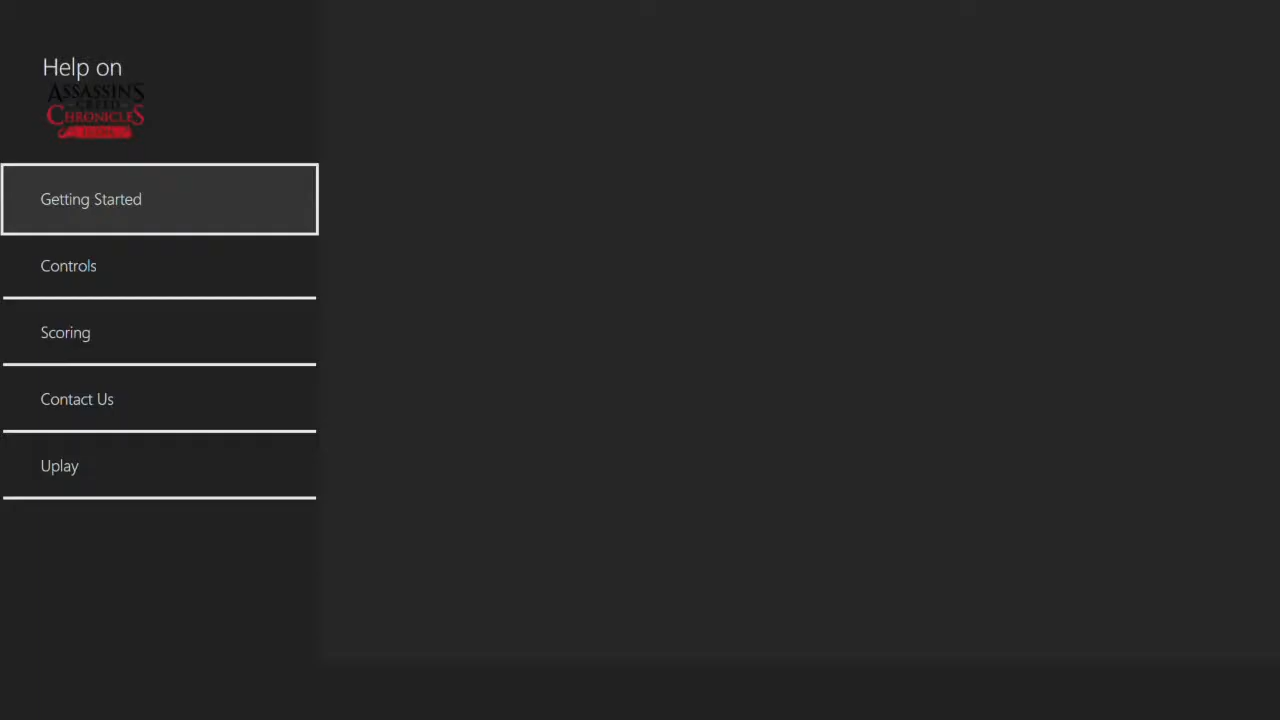 Help on
ASSASSIN'S
CREED
CHRONICLES
Getting Started
Controls
Scoring
Contact Us
Uplay